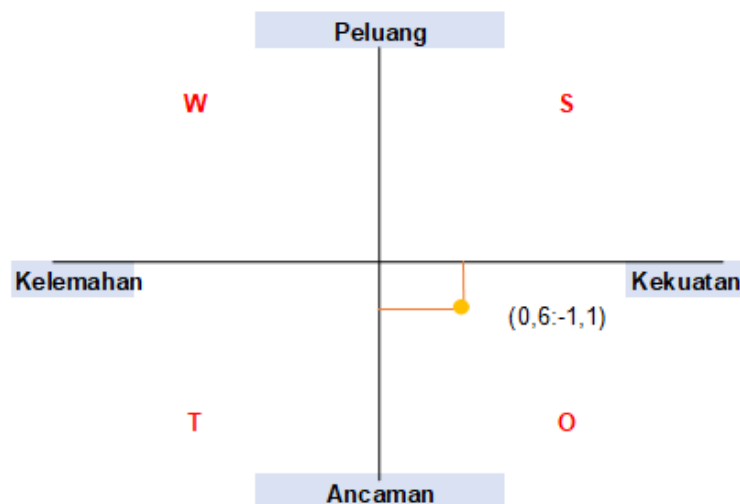 Peluang
W
S
Kelemahan
Kekuatan
(0,6:-1,1)
T
O
Ancaman